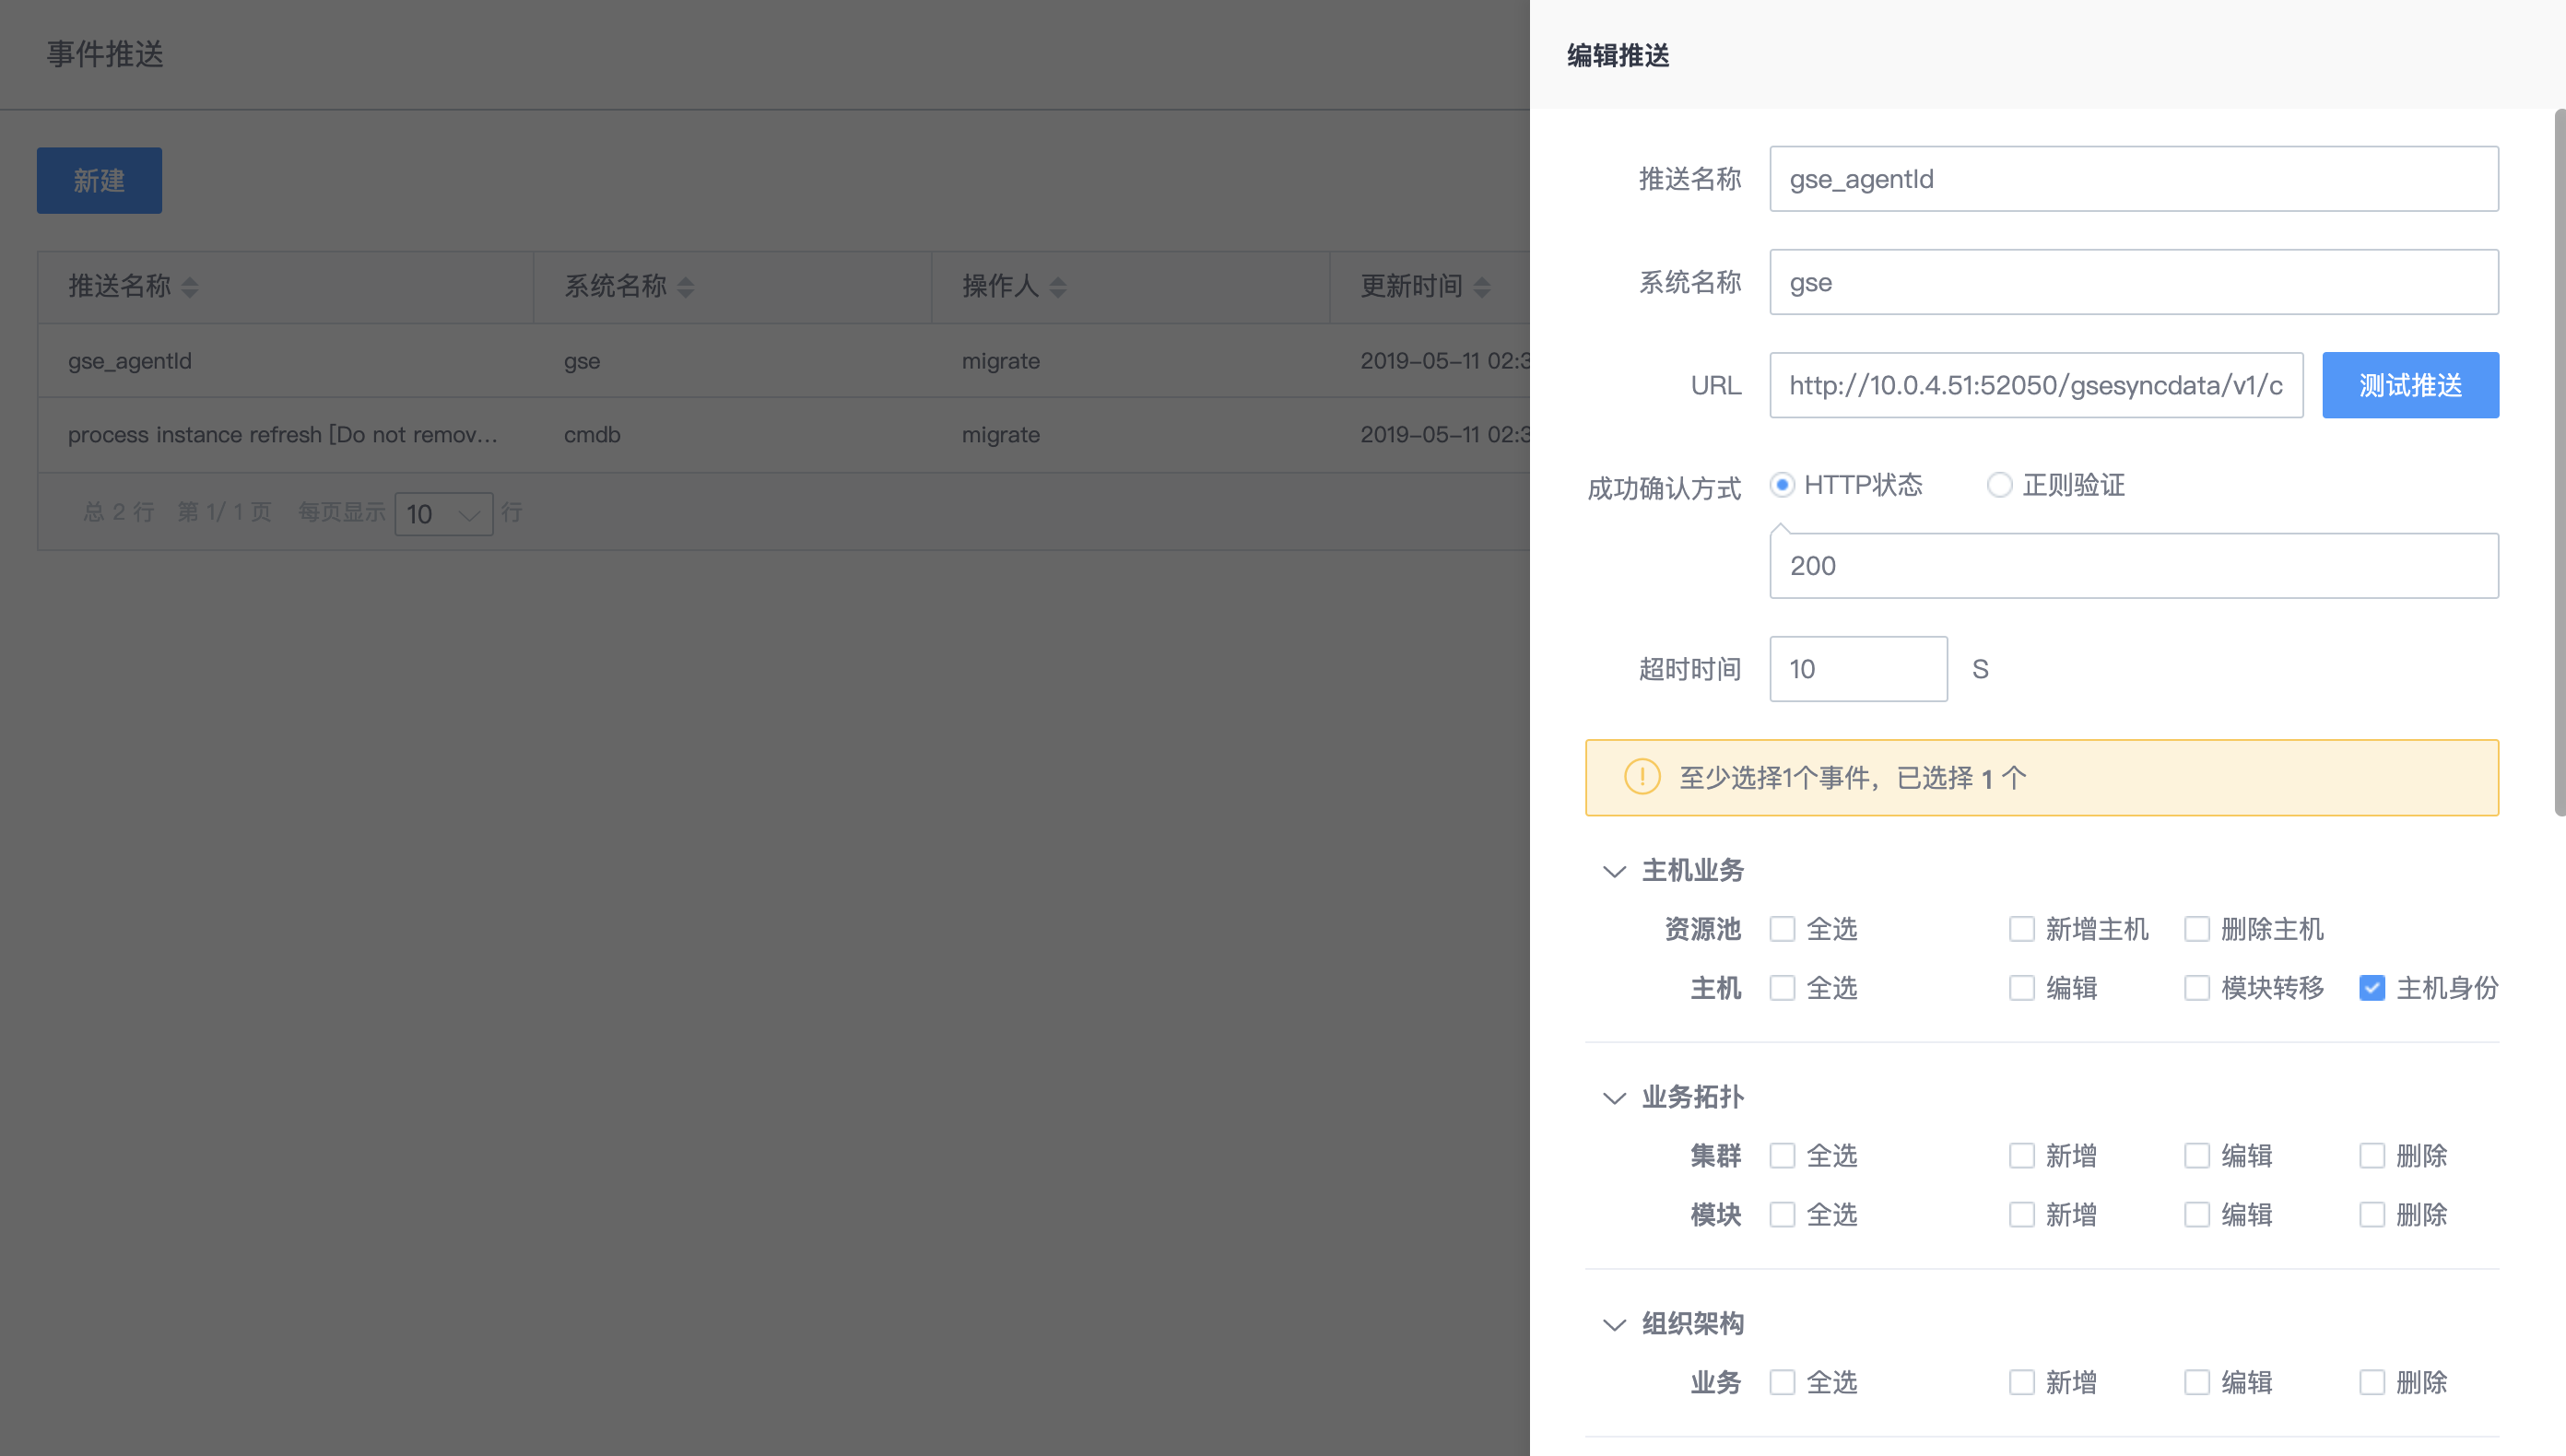 事件推送
新建
推送名称 系统名称 操作人 更新时间
gse_agentId gse migrate 2019-05-11 02:3
process instance refresh [Do not remov... cmdb migrate 2019-05-11 02:3
总 2 行 第 1/ 1 页 每页显示 10 行
编辑推送
推送名称 gse_agentId
系统名称 gse
URL http://10.0.4.51:52050/gsesyncdata/v1/c 测试推送
成功确认方式 HTTP状态 正则验证
200
超时时间 10 S
至少选择1个事件，已选择 1 个
主机业务
资源池 全选 新增主机 删除主机
主机 全选 编辑 模块转移 主机身份
业务拓扑
集群 全选 新增 编辑 删除
模块 全选 新增 编辑 删除
组织架构
业务 全选 新增 编辑 删除